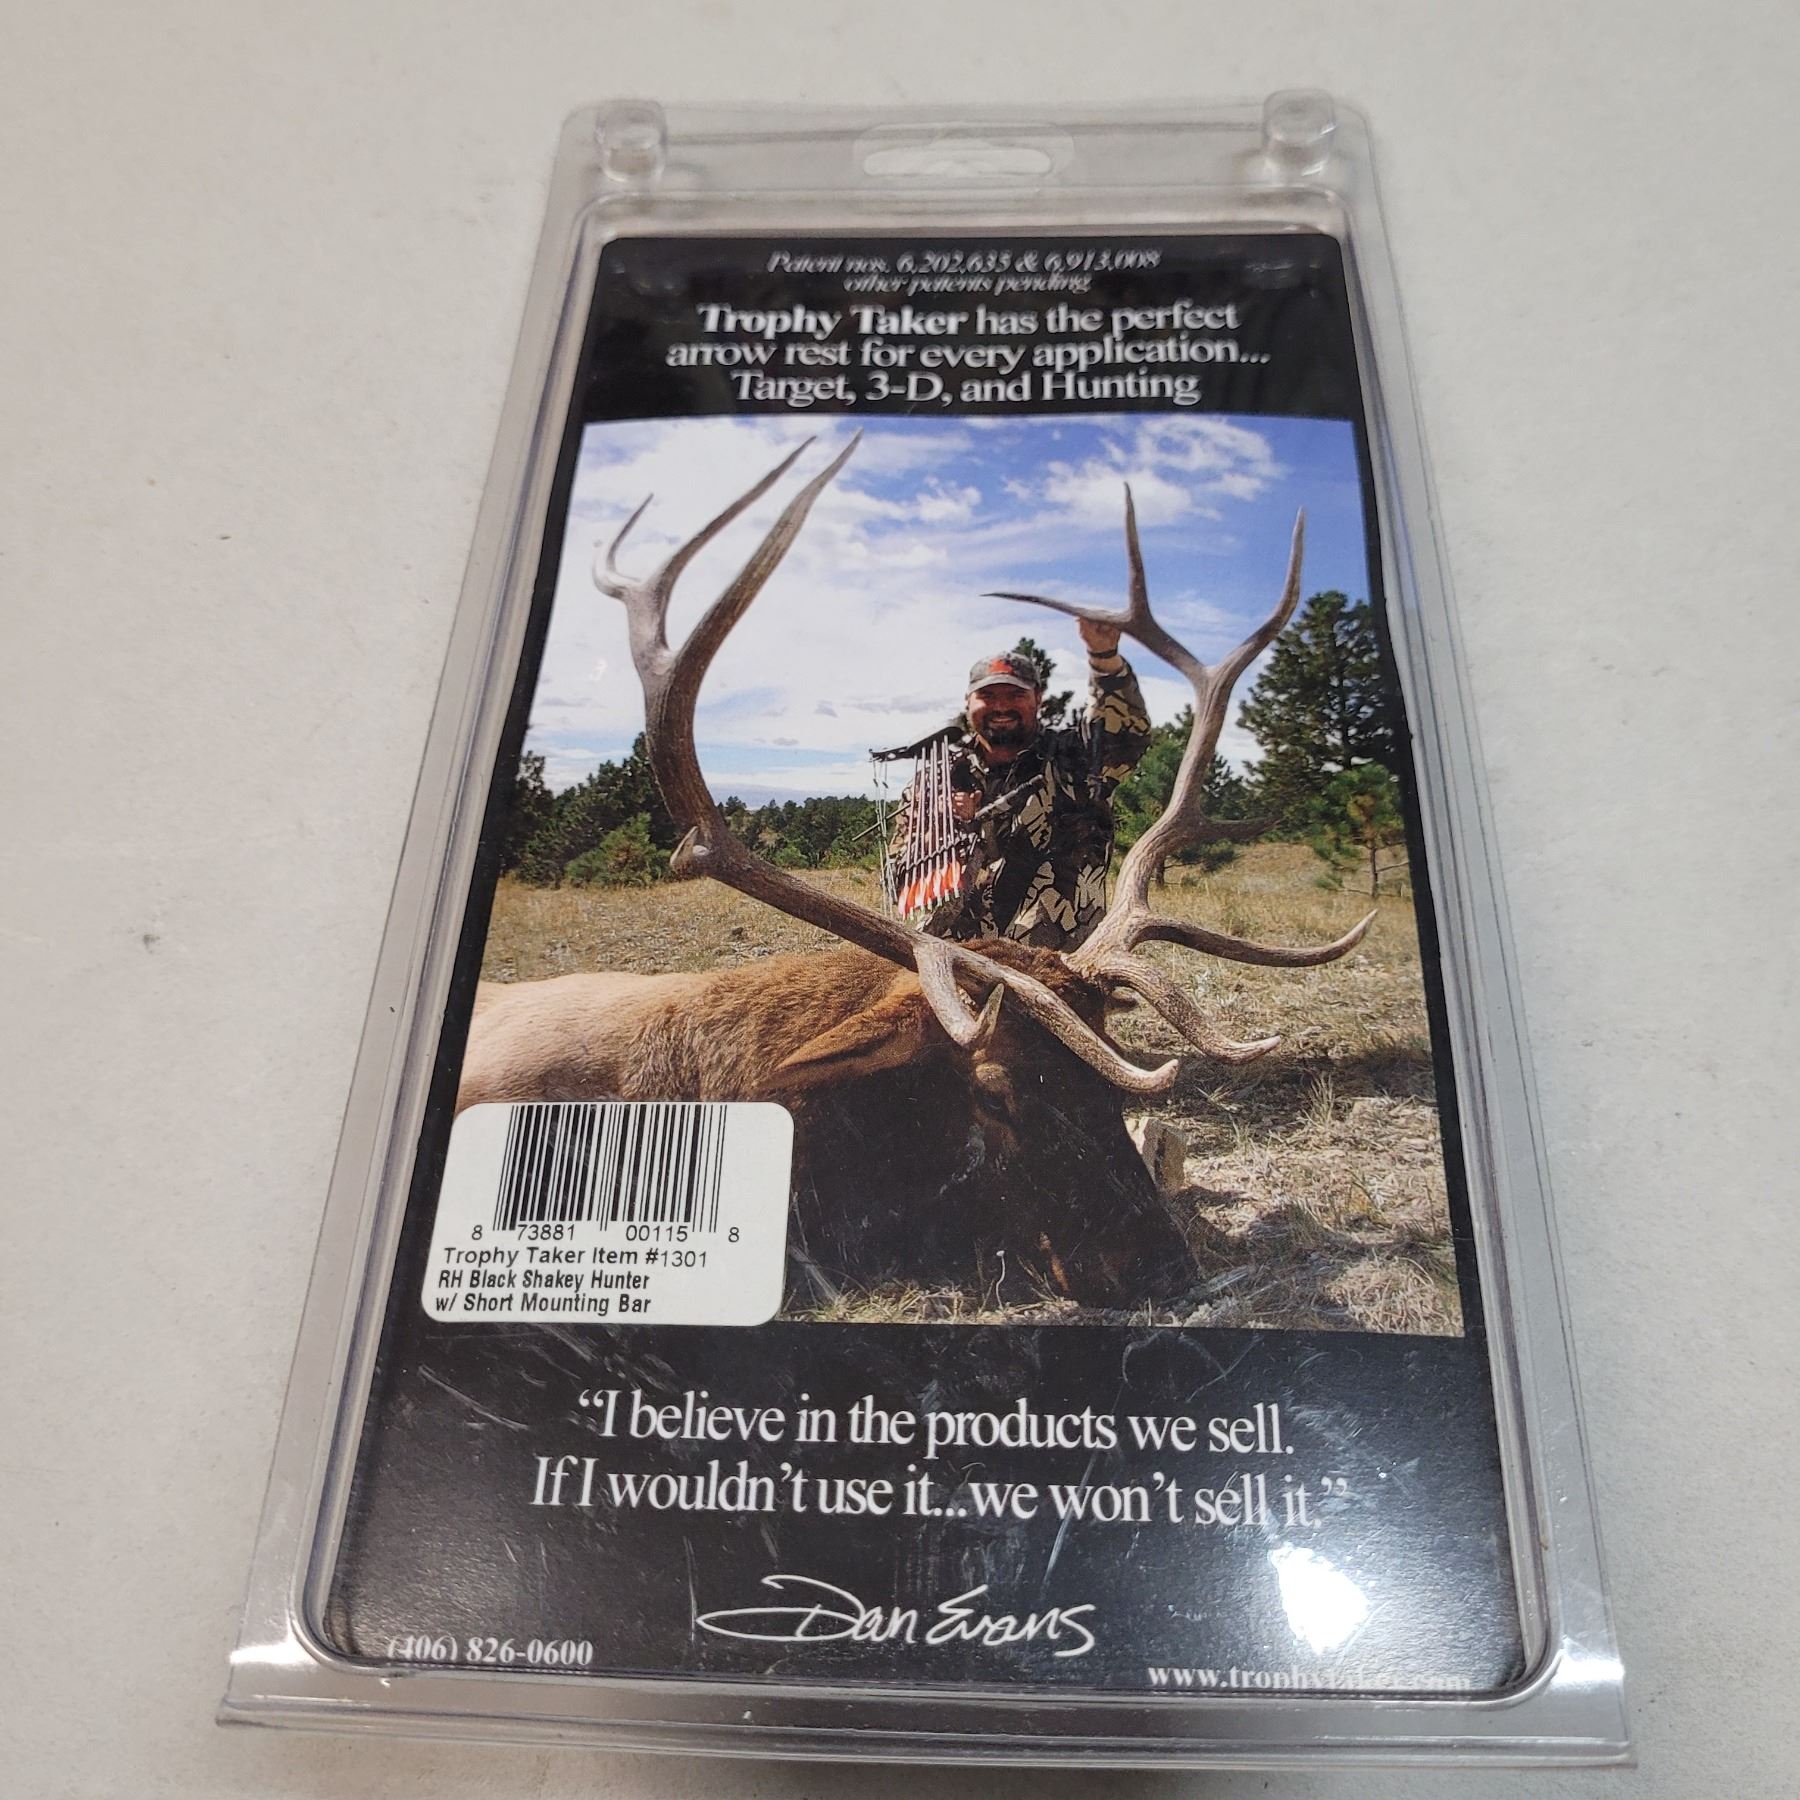 Patent nos. 6,202,635 & 6,913,008
other patents pending
Trophy Taker has the perfect
arrow rest for every application...
Target, 3-D, and Hunting
8 73881 00115 8
Trophy Taker Item #1301
RH Black Shakey Hunter
w/ Short Mounting Bar
“I believe in the products we sell.
If I wouldn’t use it...we won’t sell it.”
Dan Evans
(406) 826-0600
www.trophytaker.com